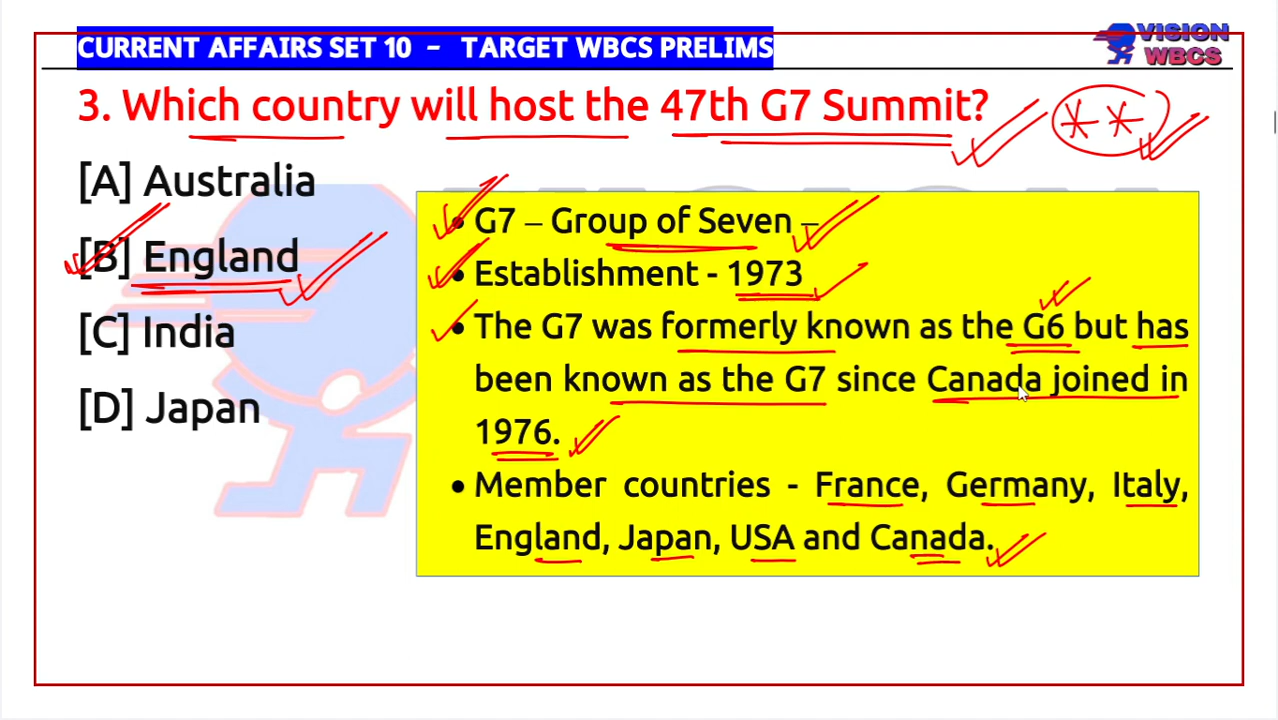 CURRENT AFFAIRS SET 10 - TARGET WBCS PRELIMS
VISION
WBCS
3. Which country will host the 47th G7 Summit?
[A] Australia
[B] England
[C] India
[D] Japan
• G7 – Group of Seven –
• Establishment - 1973
• The G7 was formerly known as the G6 but has
been known as the G7 since Canada joined in
1976.
• Member countries - France, Germany, Italy,
England, Japan, USA and Canada.